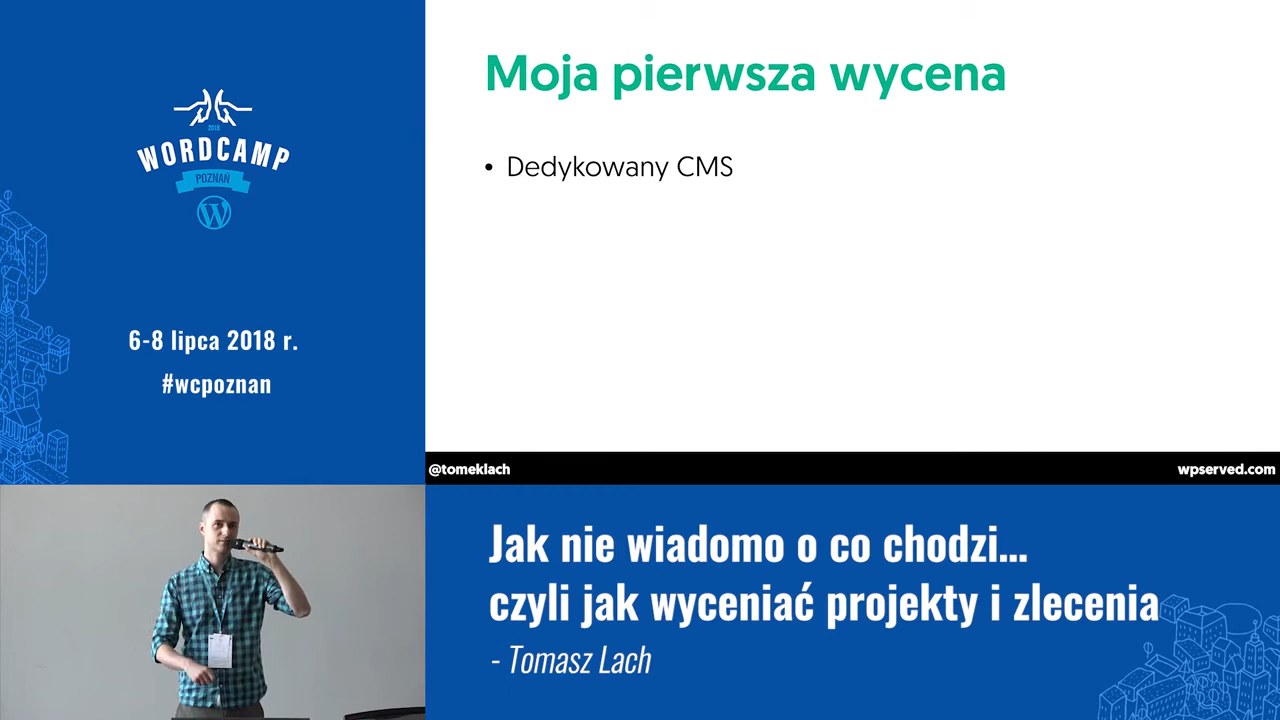 2018
WORDCAMP
POZNAŃ
6-8 lipca 2018 r.
#wcpoznan
Moja pierwsza wycena
• Dedykowany CMS
@tomeklach
wpserved.com
Jak nie wiadomo o co chodzi...
czyli jak wyceniać projekty i zlecenia
- Tomasz Lach